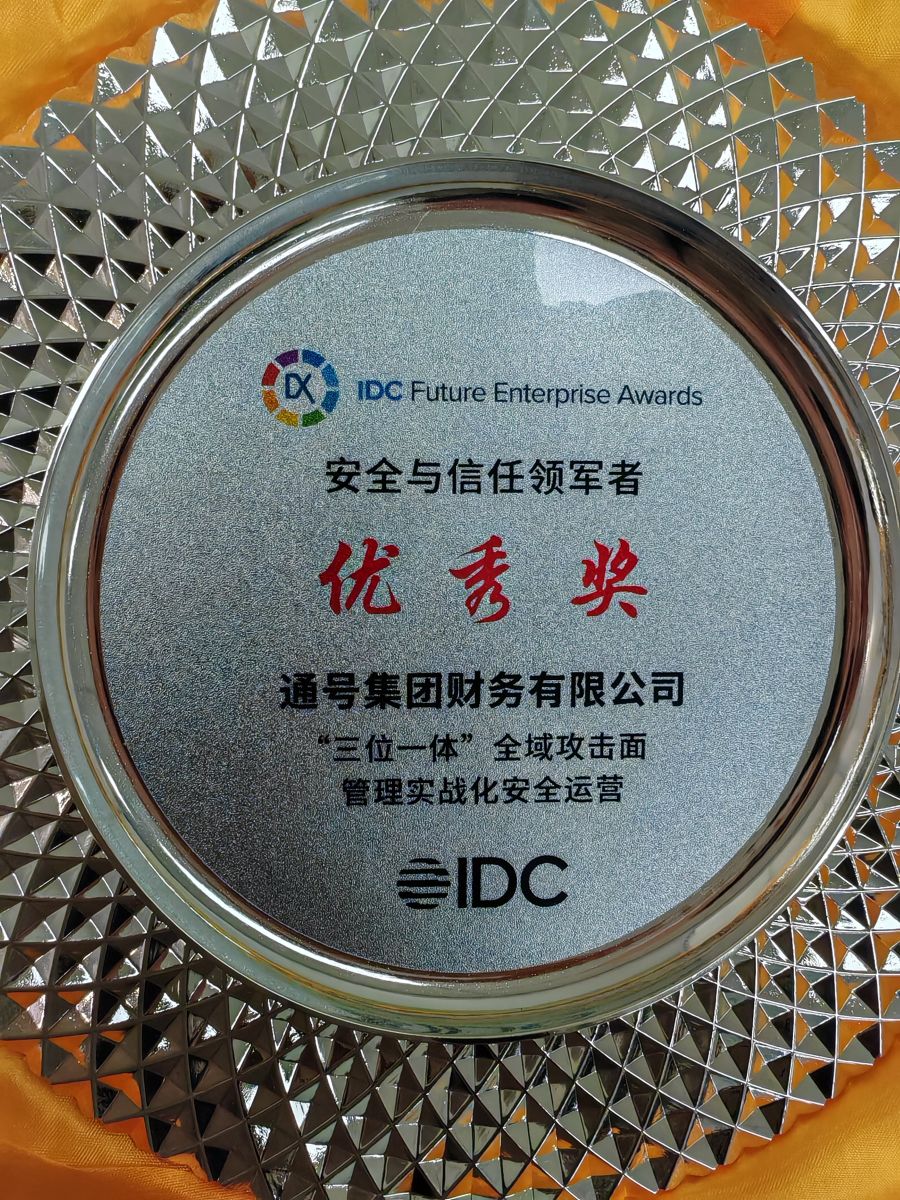 DX IDC Future Enterprise Awards
安全与信任领军者
优秀奖
通号集团财务有限公司
“三位一体”全域攻击面
管理实战化安全运营
IDC